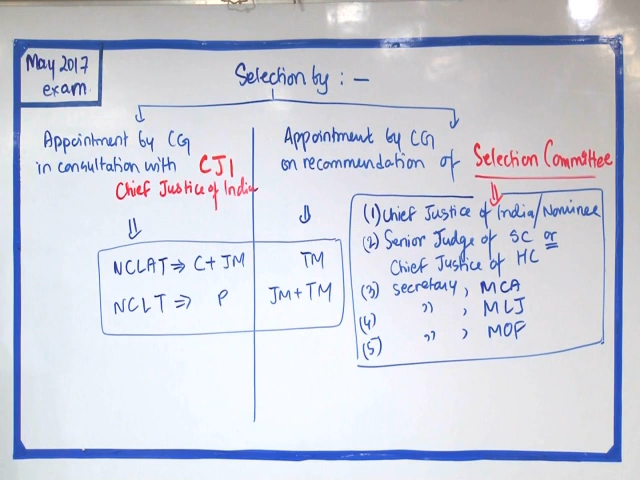 May 2017
exam.
Selection by : —
Appointment by CG
in consultation with CJI
Chief Justice of India
NCLAT ⇒ C + JM
NCLT ⇒ P
Appointment by CG
on recommendation of Selection Committee
TM
JM + TM
(1) Chief Justice of India/Nominee
(2) Senior Judge of SC or
Chief Justice of HC
(3) Secretary, MCA
(4) ,, , MLJ
(5) ,, , MOF